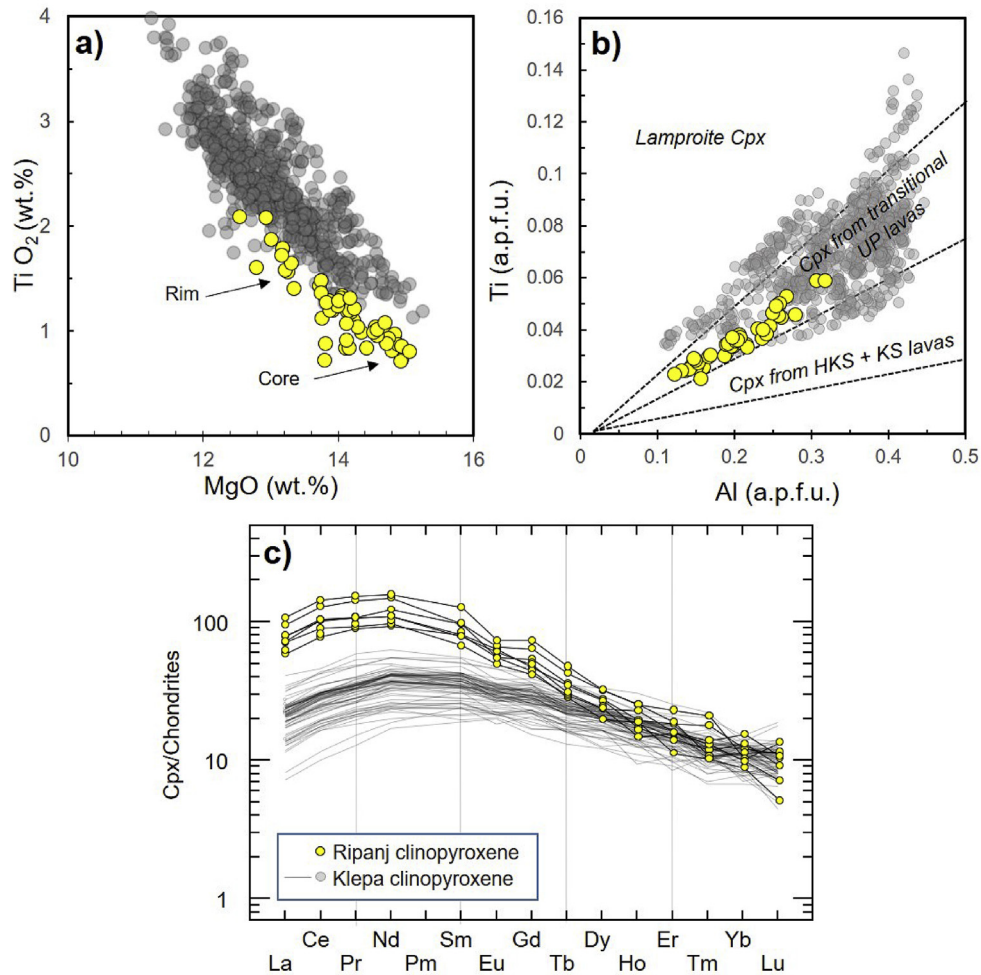 a)
4
3
2
1
0
Ti O2 (wt.%)
Rim
Core
10
12
14
16
MgO (wt.%)
b)
0.16
0.14
0.12
0.10
0.08
0.06
0.04
0.02
0
Ti (a.p.f.u.)
Lamproite Cpx
Cpx from transitional
UP lavas
Cpx from HKS + KS lavas
0
0.1
0.2
0.3
0.4
0.5
Al (a.p.f.u.)
c)
100
10
1
Cpx/Chondrites
Ripanj clinopyroxene
Klepa clinopyroxene
Ce Nd Sm Gd Dy Er Yb
La Pr Pm Eu Tb Ho Tm Lu